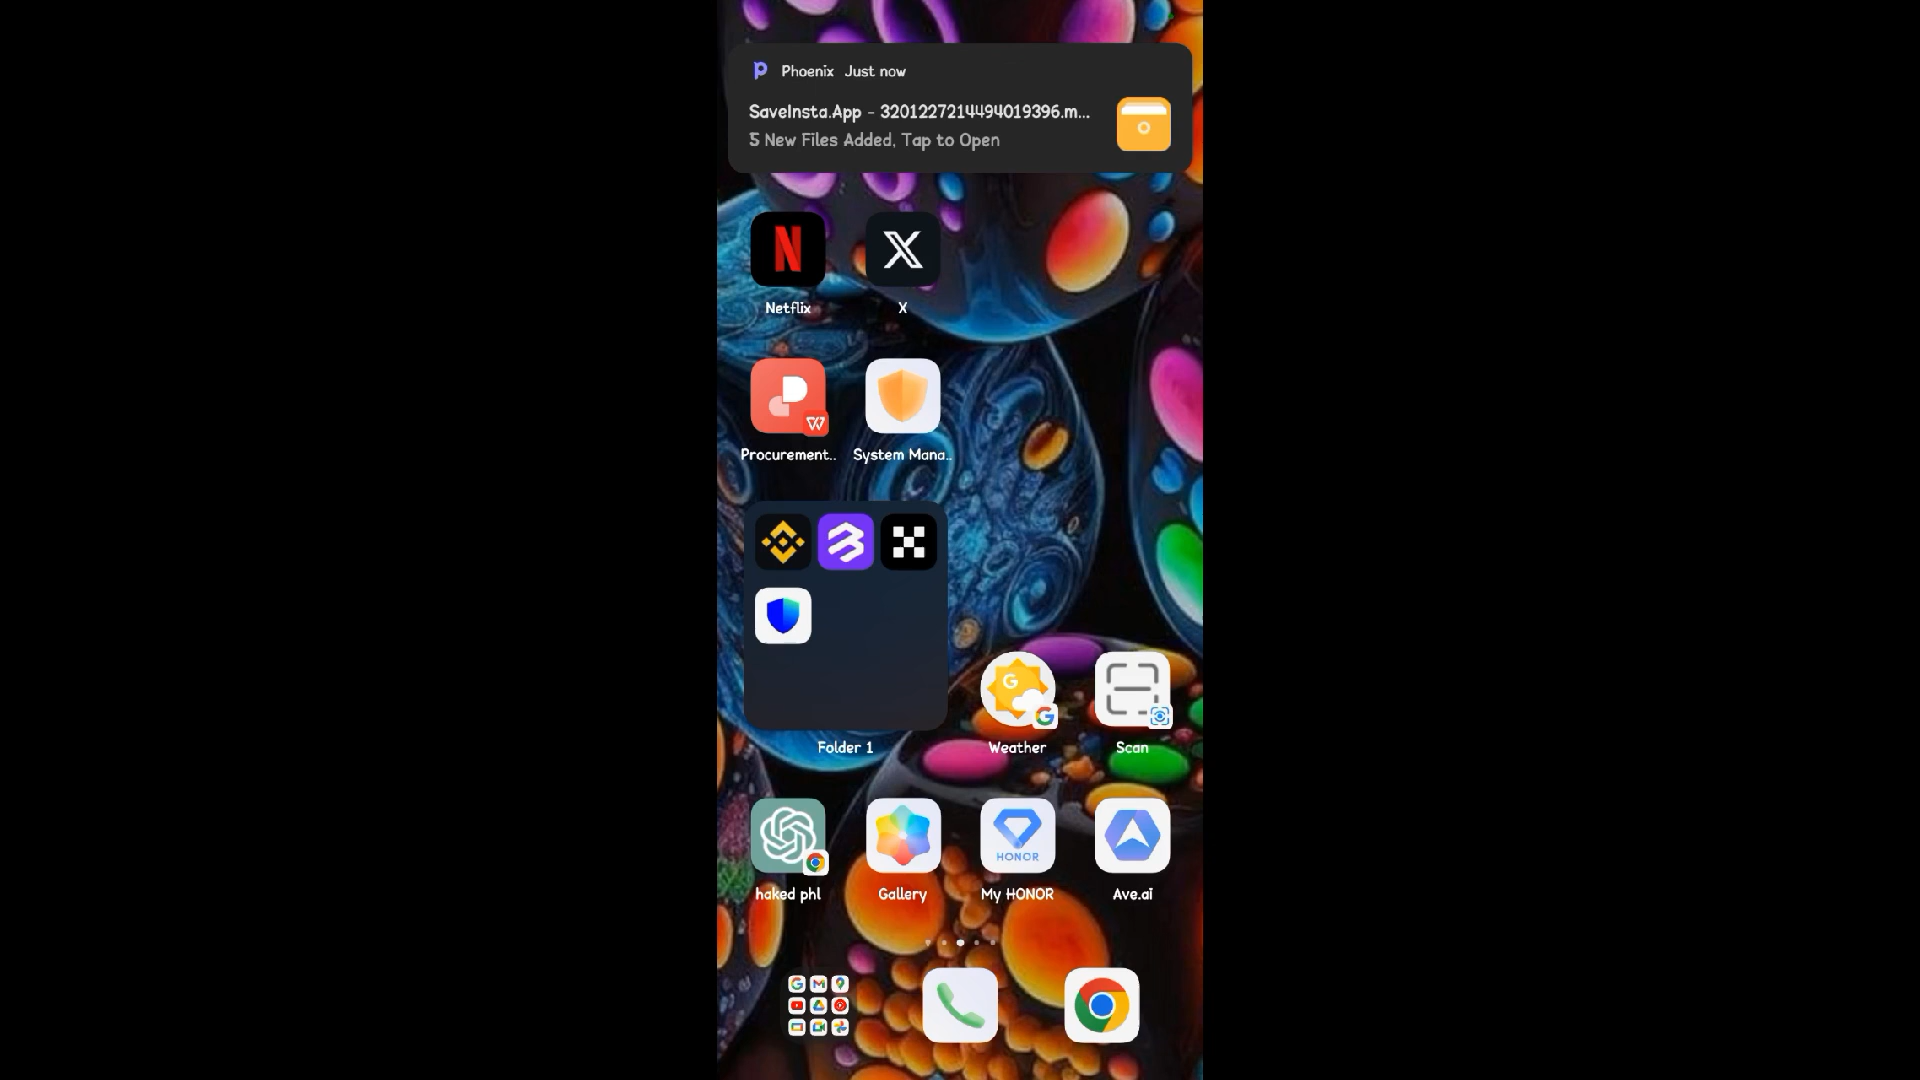 Phoenix Just now
SaveInsta.App - 3201227214494019396.m...
5 New Files Added, Tap to Open
Netflix
X
Procurement..
System Mana..
Folder 1
Weather
Scan
HONOR
haked phl
Gallery
My HONOR
Ave.ai